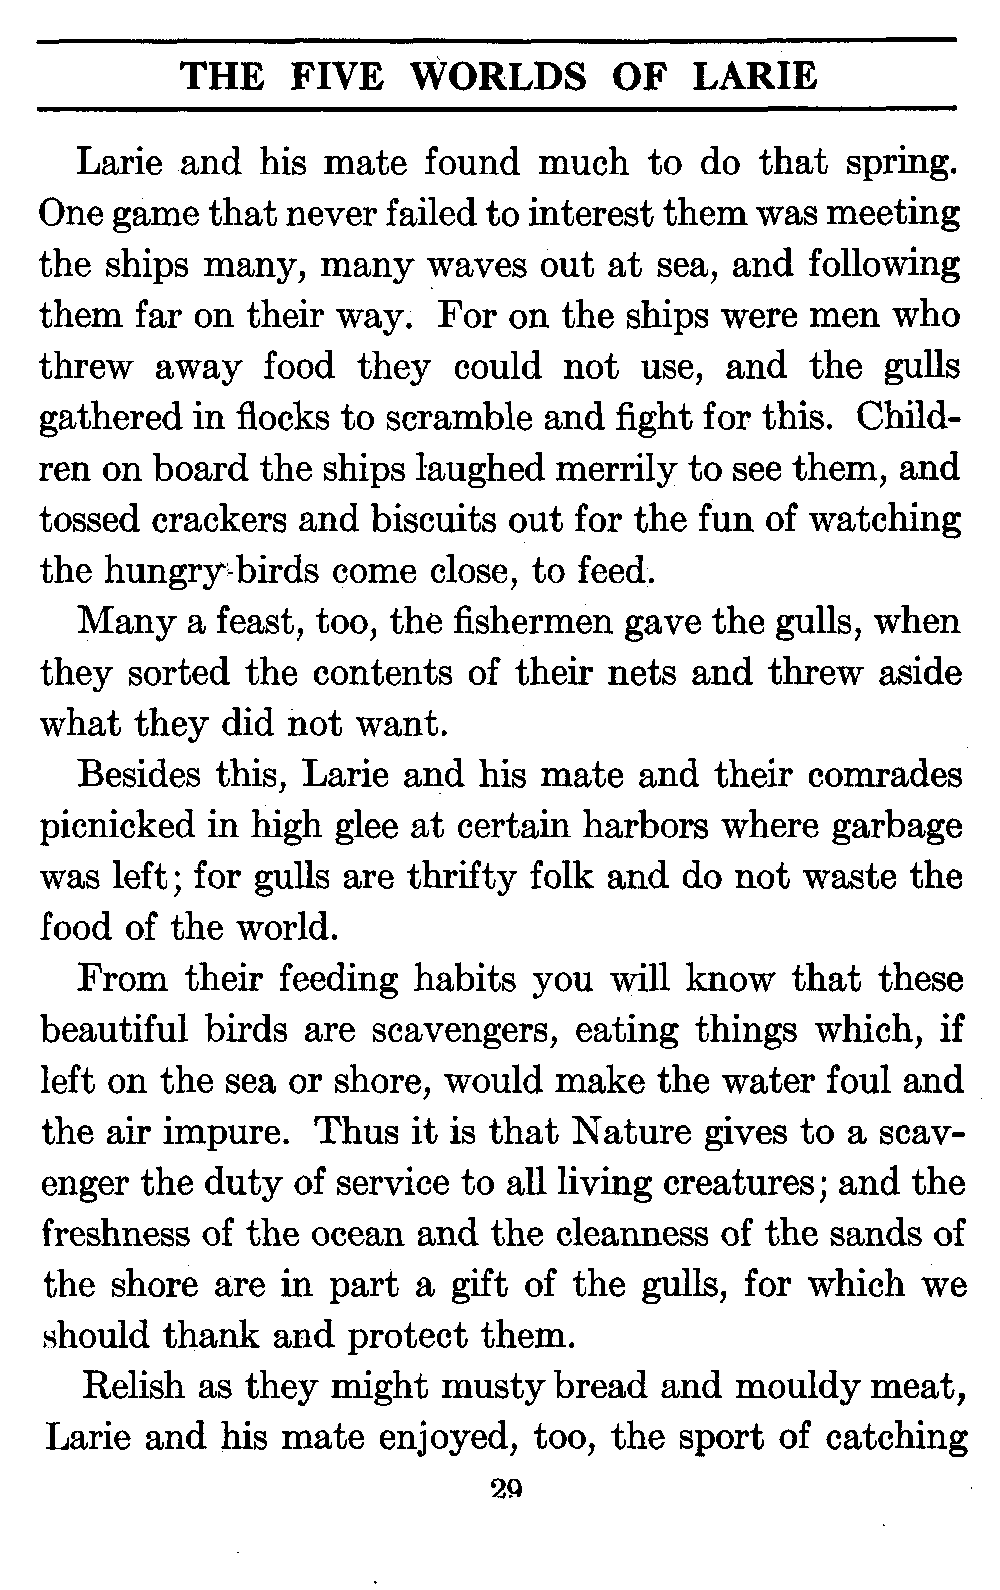 THE FIVE WORLDS OF LARIE
Larie and his mate found much to do that spring.
One game that never failed to interest them was meeting
the ships many, many waves out at sea, and following
them far on their way. For on the ships were men who
threw away food they could not use, and the gulls
gathered in flocks to scramble and fight for this. Child-
ren on board the ships laughed merrily to see them, and
tossed crackers and biscuits out for the fun of watching
the hungry birds come close, to feed.
Many a feast, too, the fishermen gave the gulls, when
they sorted the contents of their nets and threw aside
what they did not want.
Besides this, Larie and his mate and their comrades
picnicked in high glee at certain harbors where garbage
was left; for gulls are thrifty folk and do not waste the
food of the world.
From their feeding habits you will know that these
beautiful birds are scavengers, eating things which, if
left on the sea or shore, would make the water foul and
the air impure. Thus it is that Nature gives to a scav-
enger the duty of service to all living creatures; and the
freshness of the ocean and the cleanness of the sands of
the shore are in part a gift of the gulls, for which we
should thank and protect them.
Relish as they might musty bread and mouldy meat,
Larie and his mate enjoyed, too, the sport of catching
29